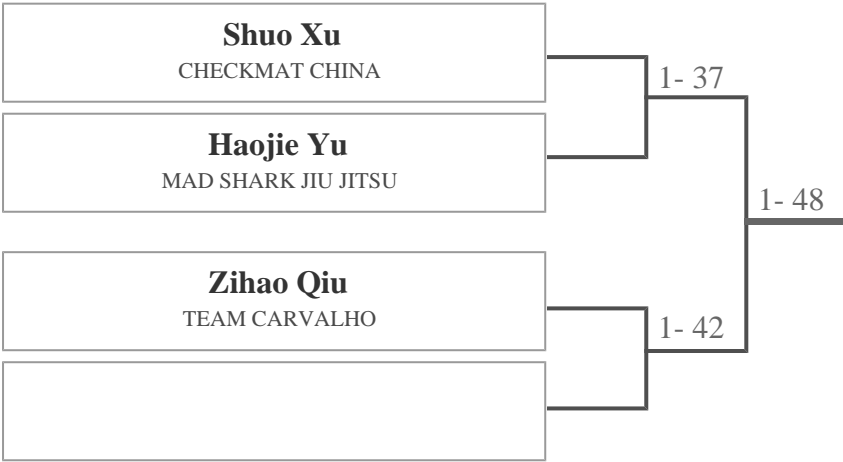 Shuo Xu
CHECKMAT CHINA
1- 37
Haojie Yu
MAD SHARK JIU JITSU
1- 48
Zihao Qiu
TEAM CARVALHO
1- 42